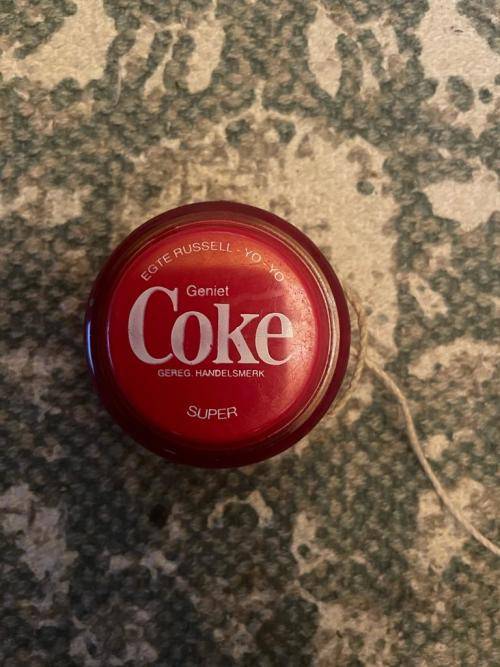 EGTE RUSSELL - YO - YO
Geniet
Coke
GEREG. HANDELSMERK
SUPER